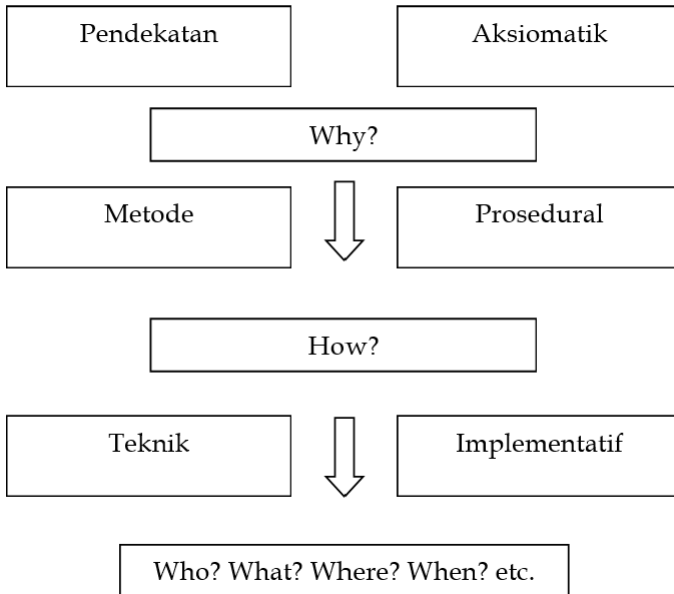 Pendekatan
Aksiomatik
Why?
Metode
Prosedural
How?
Teknik
Implementatif
Who? What? Where? When? etc.